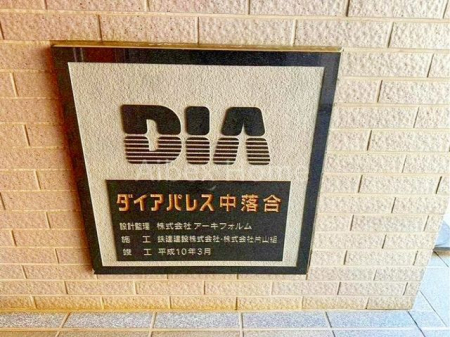 DIA
Albex Home
ダイアパレス中落合
設計監理 株式会社アーキフォルム
施 工 鉄建建設株式会社・株式会社片山組
竣 工 平成10年3月